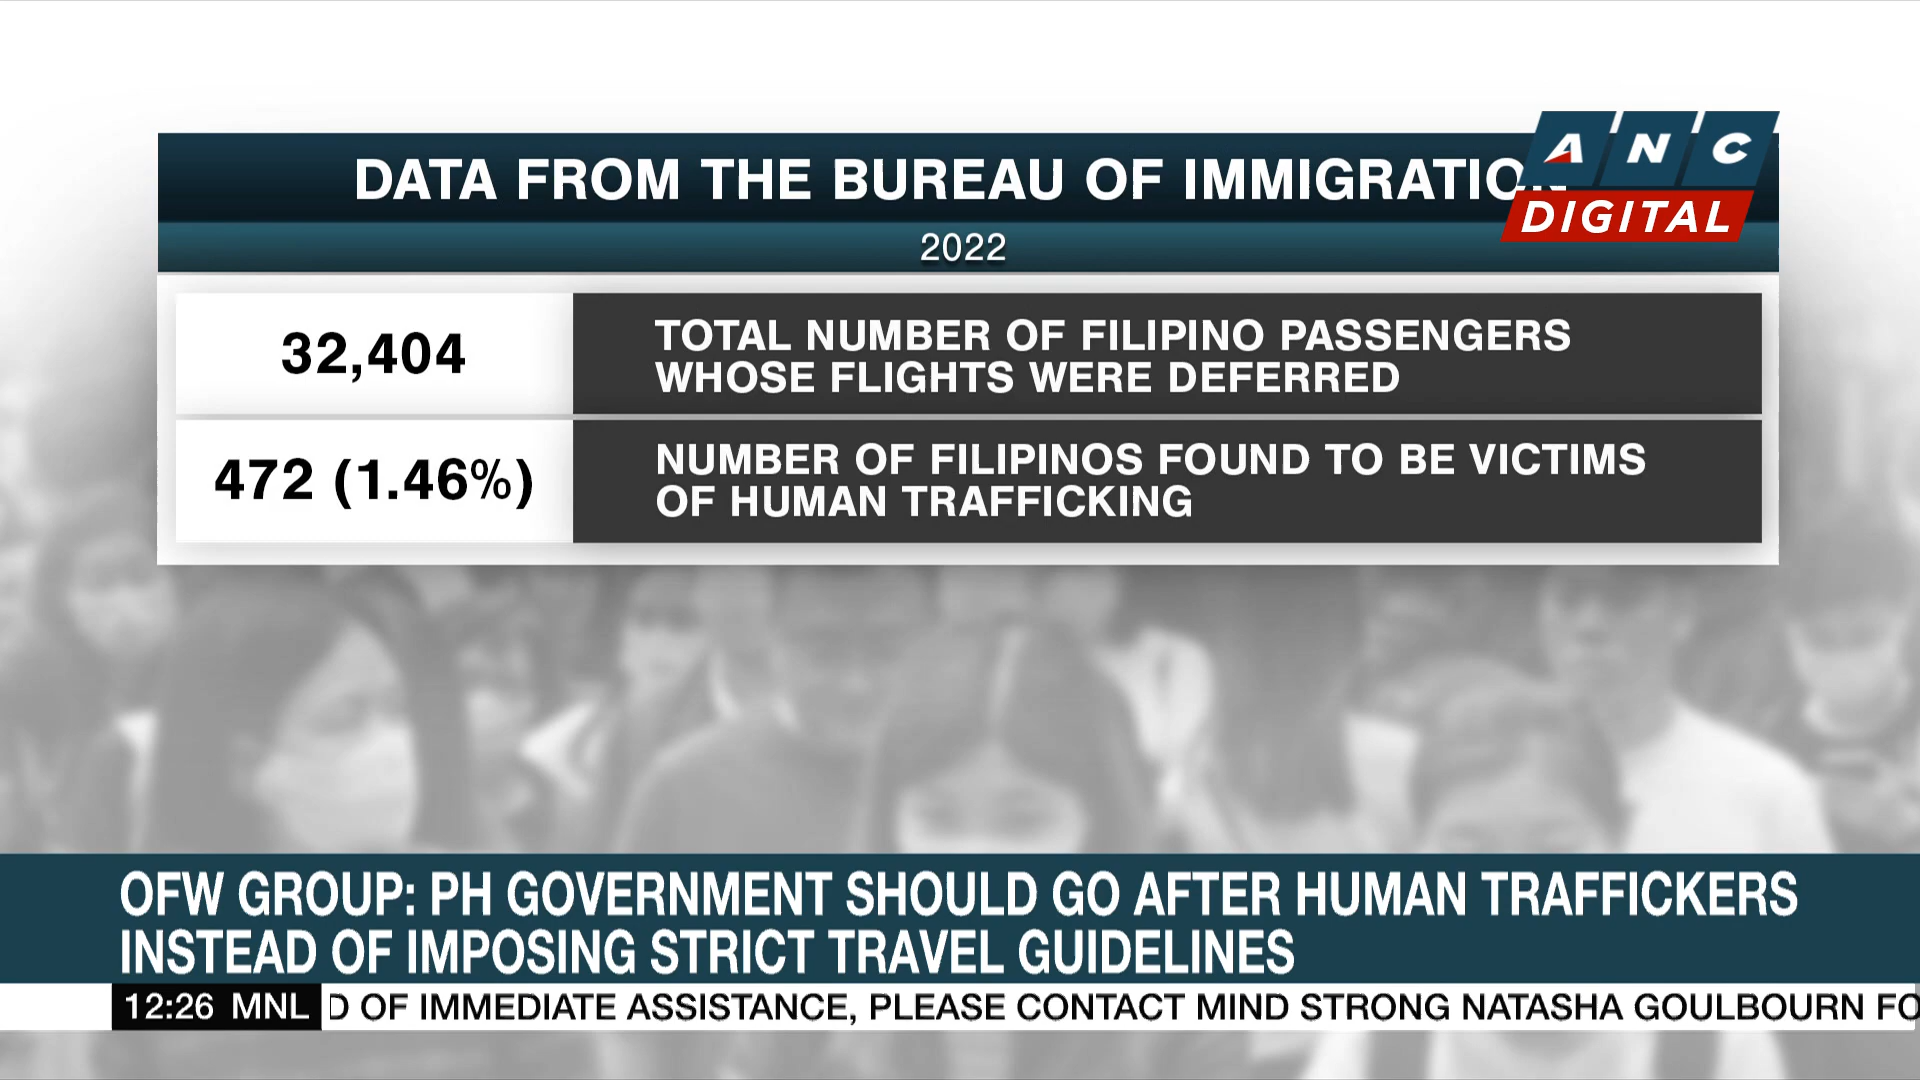 DATA FROM THE BUREAU OF IMMIGRATION
ANC
DIGITAL
2022
32,404
TOTAL NUMBER OF FILIPINO PASSENGERS
WHOSE FLIGHTS WERE DEFERRED
472 (1.46%)
NUMBER OF FILIPINOS FOUND TO BE VICTIMS
OF HUMAN TRAFFICKING
OFW GROUP: PH GOVERNMENT SHOULD GO AFTER HUMAN TRAFFICKERS
INSTEAD OF IMPOSING STRICT TRAVEL GUIDELINES
12:26 MNL D OF IMMEDIATE ASSISTANCE, PLEASE CONTACT MIND STRONG NATASHA GOULBOURN FO